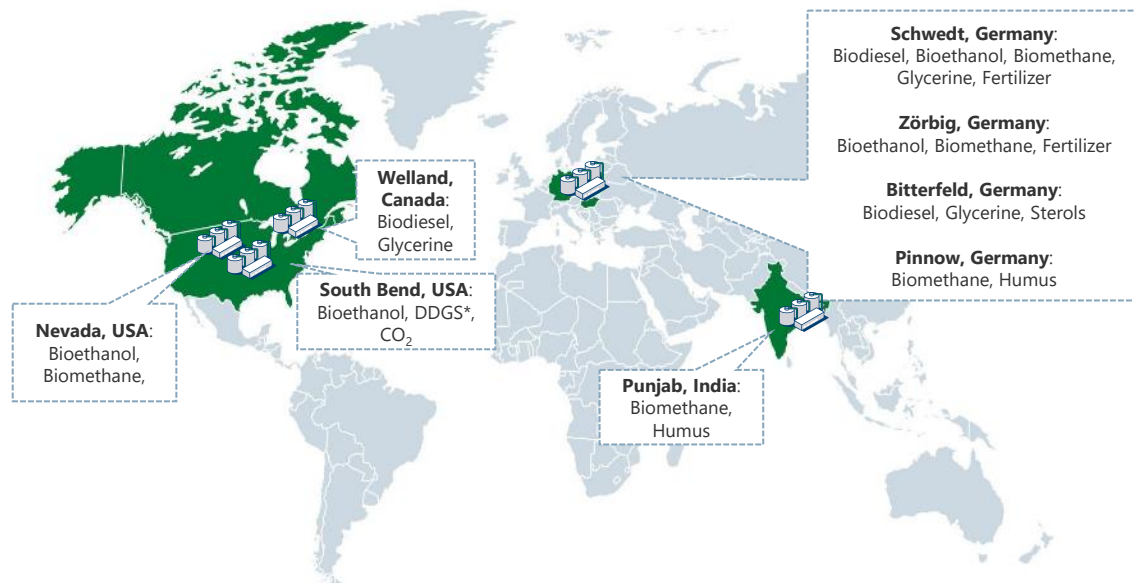 Schwedt, Germany:
Biodiesel, Bioethanol, Biomethane,
Glycerine, Fertilizer
Zörbig, Germany:
Bioethanol, Biomethane, Fertilizer
Bitterfeld, Germany:
Biodiesel, Glycerine, Sterols
Pinnow, Germany:
Biomethane, Humus
Welland,
Canada:
Biodiesel,
Glycerine
South Bend, USA:
Bioethanol, DDGS*,
CO₂
Nevada, USA:
Bioethanol,
Biomethane,
Punjab, India:
Biomethane,
Humus